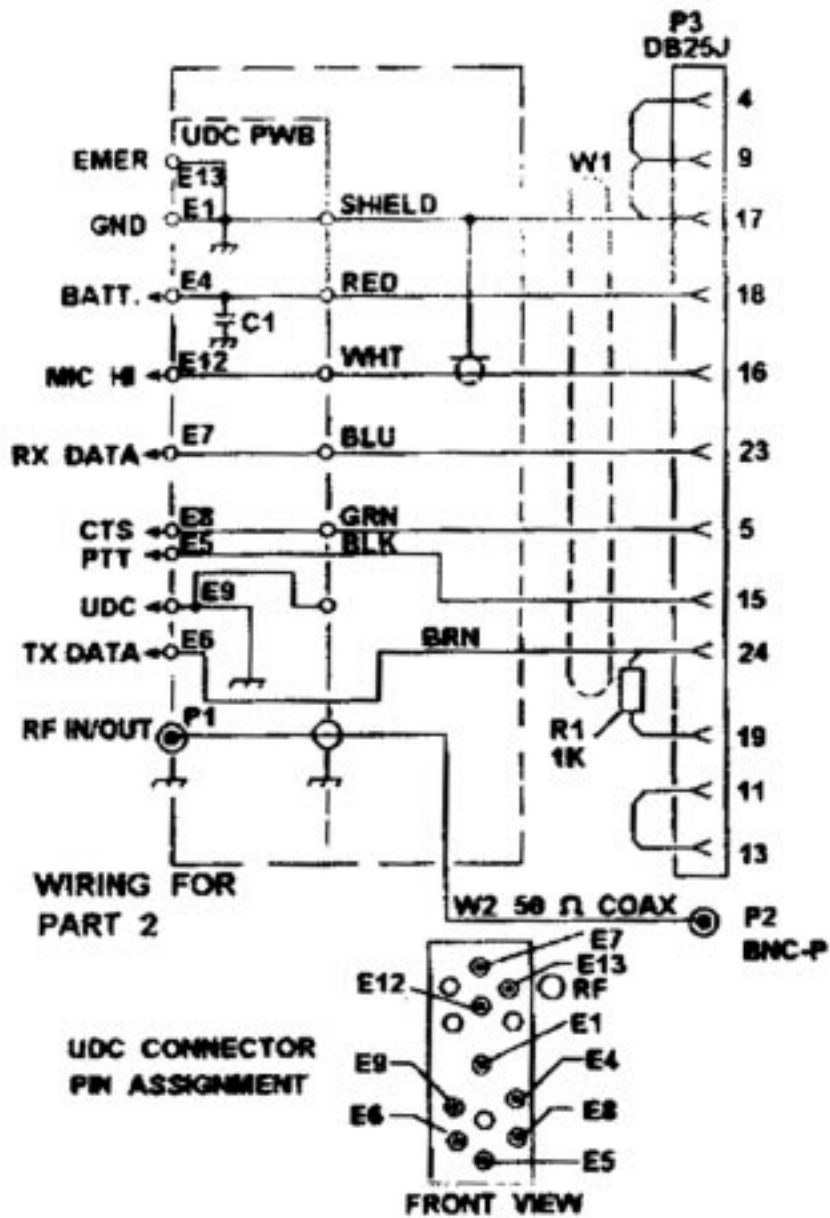 P3
DB25J
4
UDC PWB
EMER
E13
W1
9
E1
SHIELD
GND
17
E4
RED
BATT.
18
C1
E12
WHT
MIC HI
16
E7
BLU
RX DATA
23
E8
GRN
CTS
5
E5
BLK
PTT
E9
UDC
15
E6
BRN
TX DATA
24
P1
RF IN/OUT
R1
1K
19
11
13
WIRING FOR
PART 2
W2 50 Ω COAX
P2
BNC-P
E7
E13
E12
RF
E1
UDC CONNECTOR
PIN ASSIGNMENT
E9
E4
E6
E8
E5
FRONT VIEW